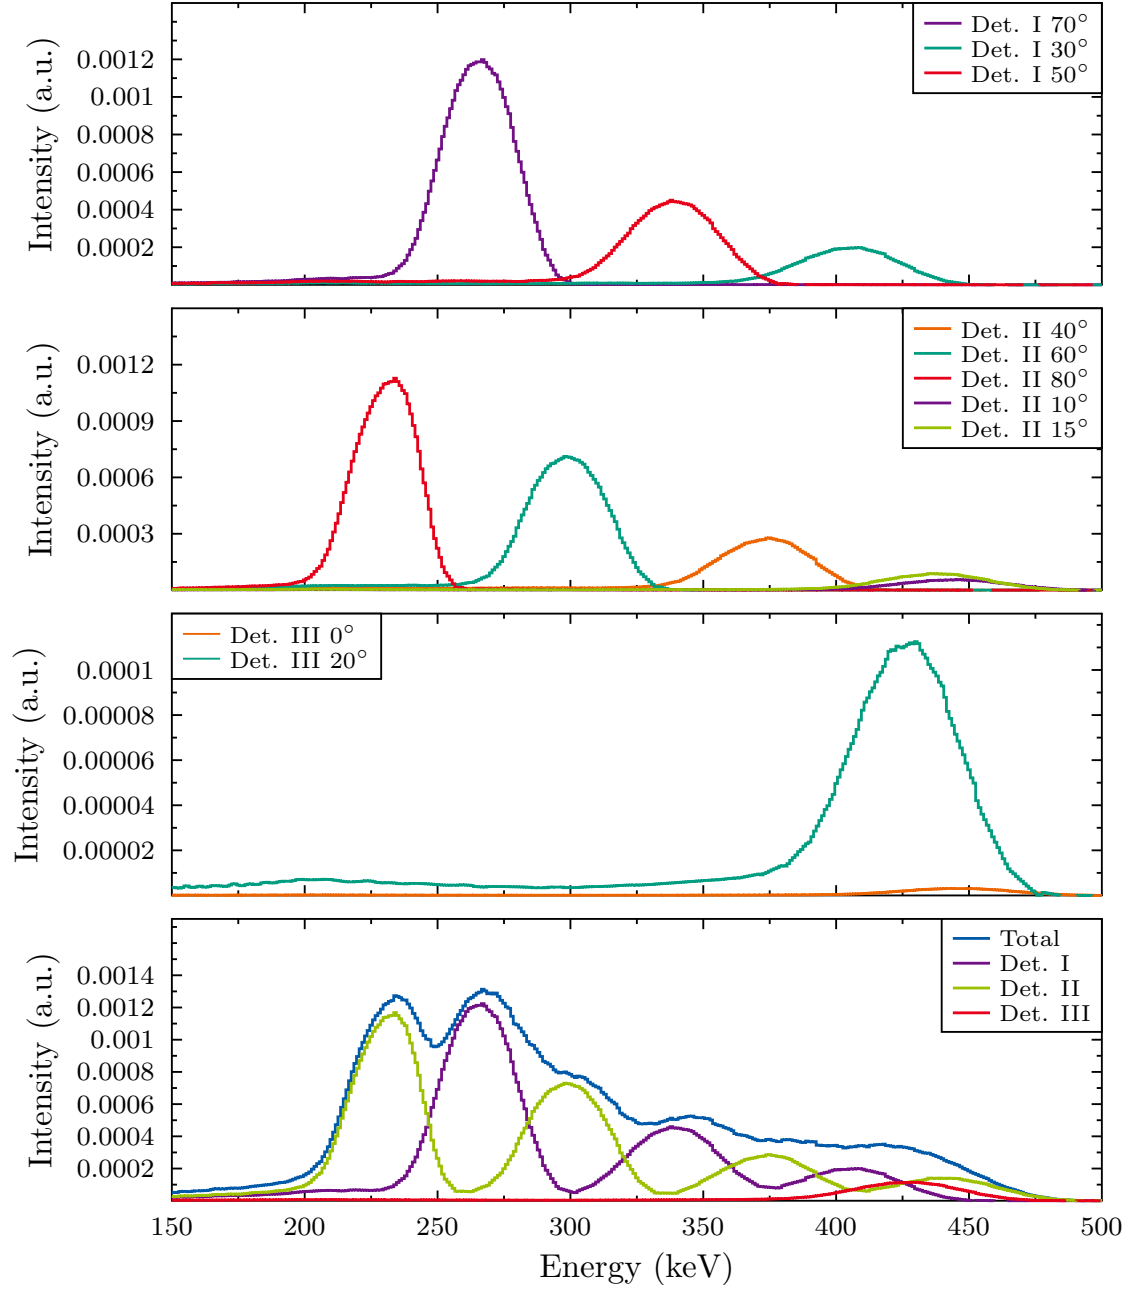 Intensity (a.u.)
0.0012
0.001
0.0008
0.0006
0.0004
0.0002
Det. I 70°
Det. I 30°
Det. I 50°
Intensity (a.u.)
0.0012
0.0009
0.0006
0.0003
Det. II 40°
Det. II 60°
Det. II 80°
Det. II 10°
Det. II 15°
Intensity (a.u.)
0.0001
0.00008
0.00006
0.00004
0.00002
Det. III 0°
Det. III 20°
Intensity (a.u.)
0.0014
0.0012
0.001
0.0008
0.0006
0.0004
0.0002
Total
Det. I
Det. II
Det. III
150 200 250 300 350 400 450 500
Energy (keV)